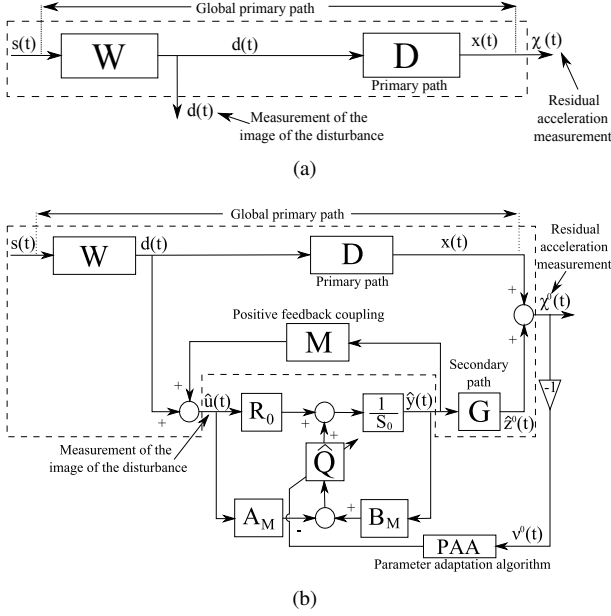 Global primary path
s(t)
W
d(t)
D
x(t)
χ(t)
Primary path
d(t)
Measurement of the
image of the disturbance
Residual
acceleration
measurement
(a)
Global primary path
s(t)
W
d(t)
D
x(t)
Primary path
Residual
acceleration
measurement
+
χ⁰(t)
+
Positive feedback coupling
M
-1
Secondary
path
+
+
û(t)
R₀
+
1
S₀
ŷ(t)
G
ẑ⁰(t)
Measurement of the
image of the disturbance
+
Q̂
A_M
-
+
B_M
ν⁰(t)
PAA
Parameter adaptation algorithm
(b)